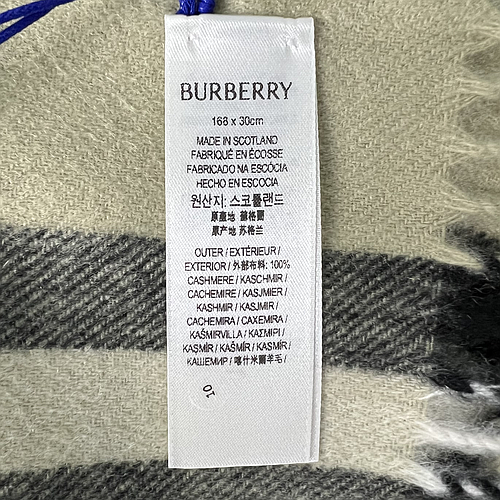 BURBERRY
168 x 30cm
MADE IN SCOTLAND
FABRIQUÉ EN ÉCOSSE
FABRICADO NA ESCÓCIA
HECHO EN ESCOCIA
원산지: 스코틀랜드
原產地 蘇格蘭
原产地 苏格兰
OUTER / EXTÉRIEUR /
EXTERIOR / 外部布料: 100%
CASHMERE / KASCHMIR /
CACHEMIRE / KASJMIER /
KASHMIR / KASJMIR /
CACHEMIRA / CAXEMIRA /
KAŠMIRVILLA / ΚΑΣΜΙΡΙ /
KASMÍR / KAŠMÍR / KASMIR /
КАШЕМИР / 喀什米爾羊毛 /
10